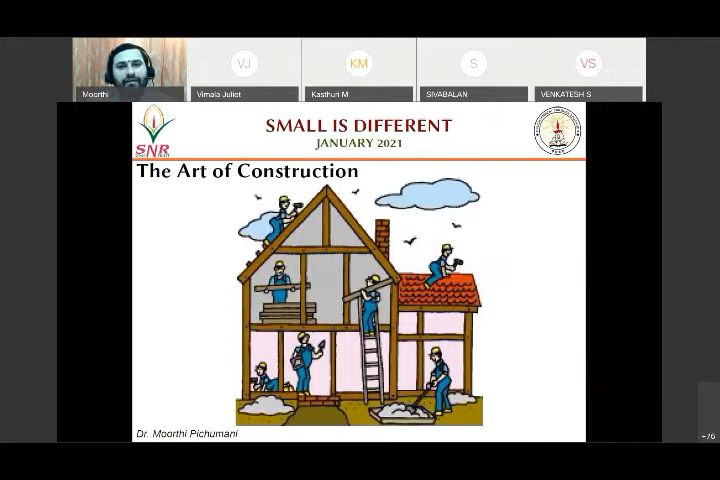 VJ
KM
S
VS
Moorthi
Vimala Juliet
Kasthuri M
SIVABALAN
VENKATESH S
SNR
SMALL IS DIFFERENT
JANUARY 2021
The Art of Construction
Dr. Moorthi Pichumani
+76